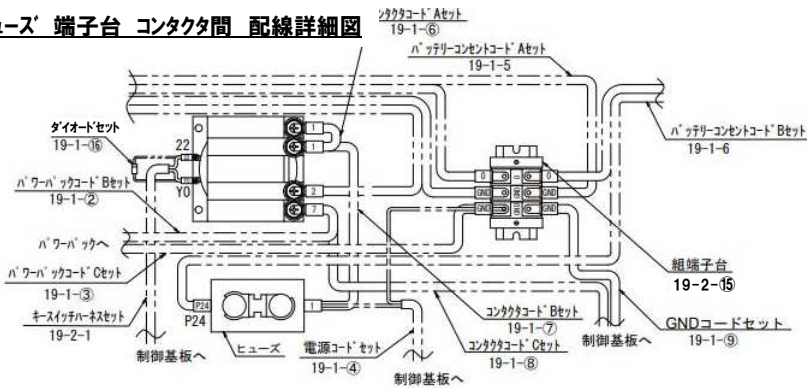 ューズ 端子台 コンタクタ間 配線詳細図
ンタクタコードAセット
19-1-⑥
バッテリーコンセントコードAセット
19-1-5
バッテリーコンセントコードBセット
19-1-6
ダイオードセット
19-1-⑯
22
Y0
1
1
2
7
0
0
0
GND
GND
GND
GND
GND
GND
パワーパックコードBセット
19-1-②
パワーパックへ
パワーパックコードCセット
19-1-③
キースイッチハーネスセット
19-2-1
制御基板へ
P24
P24
1
ヒューズ
電源コードセット
19-1-④
制御基板へ
コンタクタコードBセット
19-1-⑦
コンタクタコードCセット
19-1-⑧
組端子台
19-2-⑮
GNDコードセット
19-1-⑨
制御基板へ